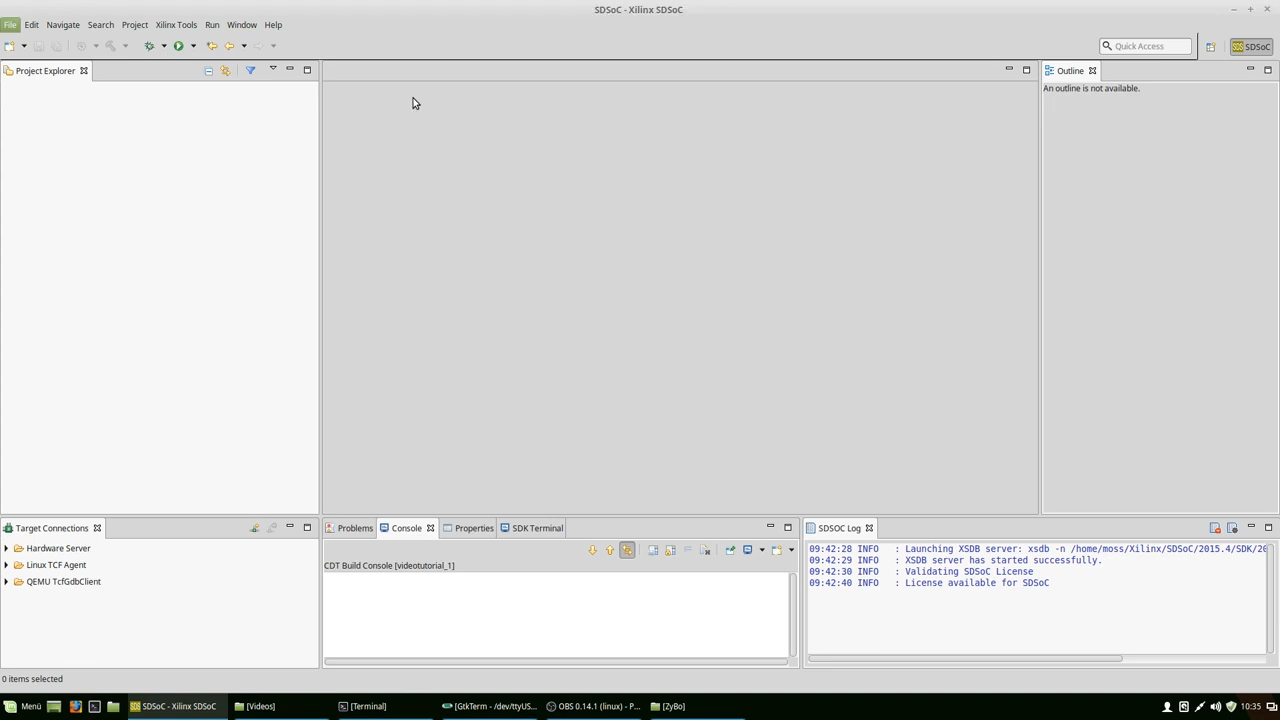 SDSoC - Xilinx SDSoC
File Edit Navigate Search Project Xilinx Tools Run Window Help
Quick Access
SDSoC
Project Explorer
Outline
An outline is not available.
Target Connections
Hardware Server
Linux TCF Agent
QEMU TcfGdbClient
Problems Console Properties SDK Terminal
CDT Build Console [videotutorial_1]
SDSOC Log
09:42:28 INFO : Launching XSDB server: xsdb -n /home/moss/Xilinx/SDSoC/2015.4/SDK/20
09:42:29 INFO : XSDB server has started successfully.
09:42:30 INFO : Validating SDSoC License
09:42:40 INFO : License available for SDSoC
0 items selected
Menü
SDSoC - Xilinx SDSoC
[Videos]
[Terminal]
[GtkTerm - /dev/ttyUS...
OBS 0.14.1 (linux) - P...
[ZyBo]
10:35